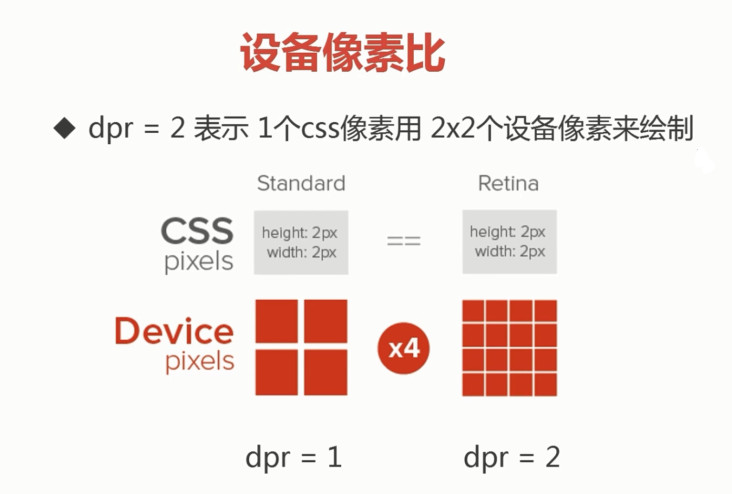 设备像素比
◆ dpr = 2 表示 1个css像素用 2x2个设备像素来绘制
Standard
Retina
CSS
pixels
height: 2px
width: 2px
==
height: 2px
width: 2px
Device
pixels
x4
dpr = 1
dpr = 2